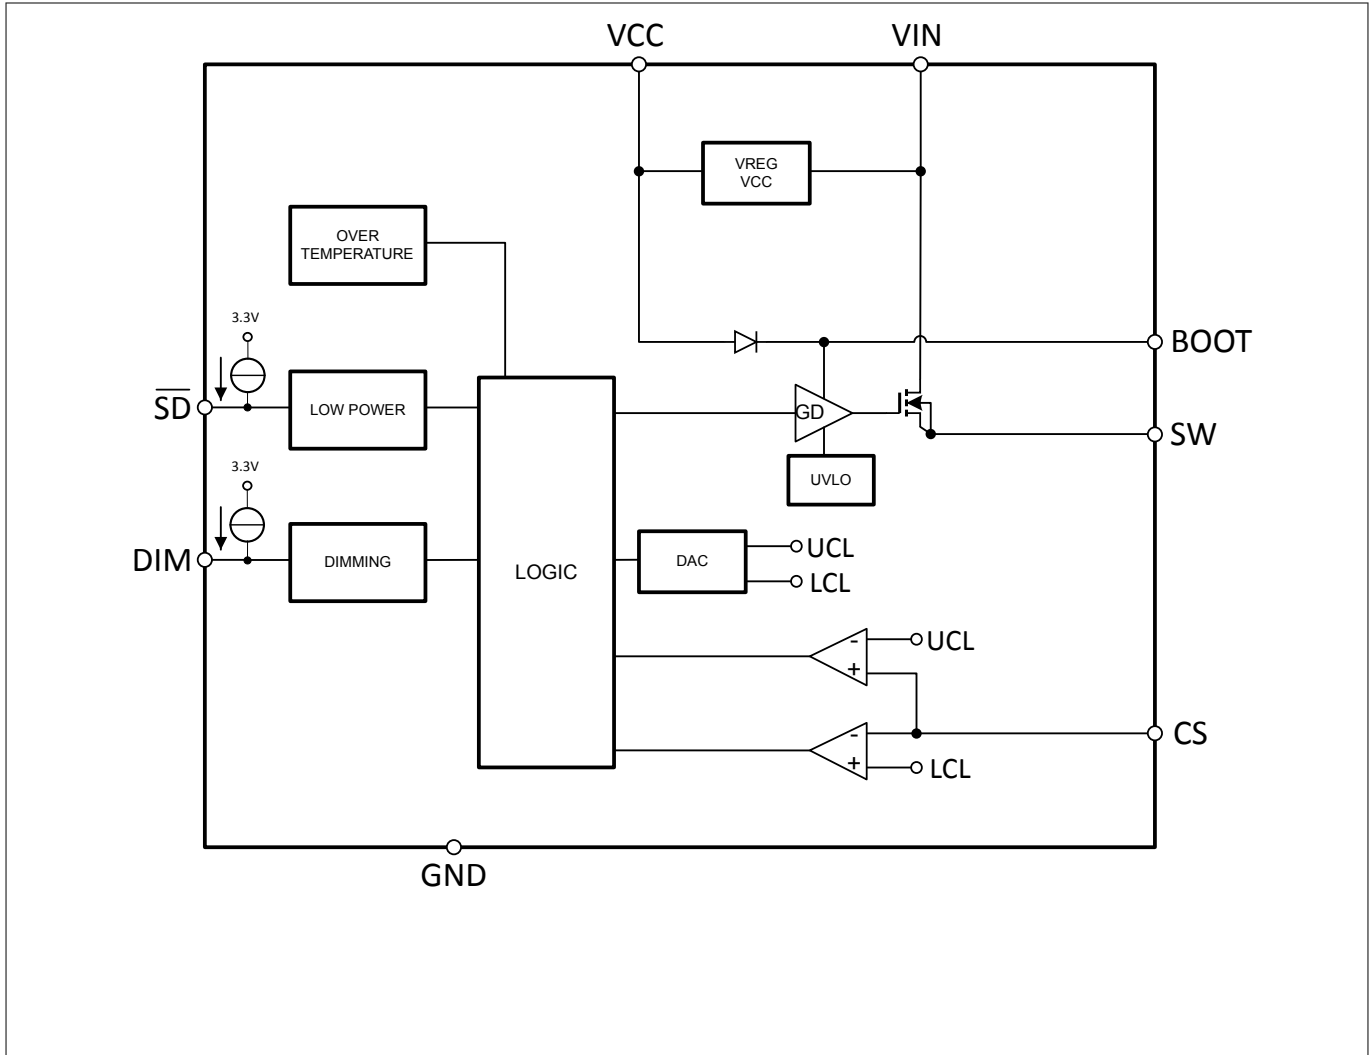 VCC
VIN
VREG
VCC
OVER
TEMPERATURE
3.3V
BOOT
SD
LOW POWER
GD
SW
3.3V
UVLO
DIM
DIMMING
LOGIC
DAC
UCL
LCL
-
UCL
+
-
CS
+
LCL
GND